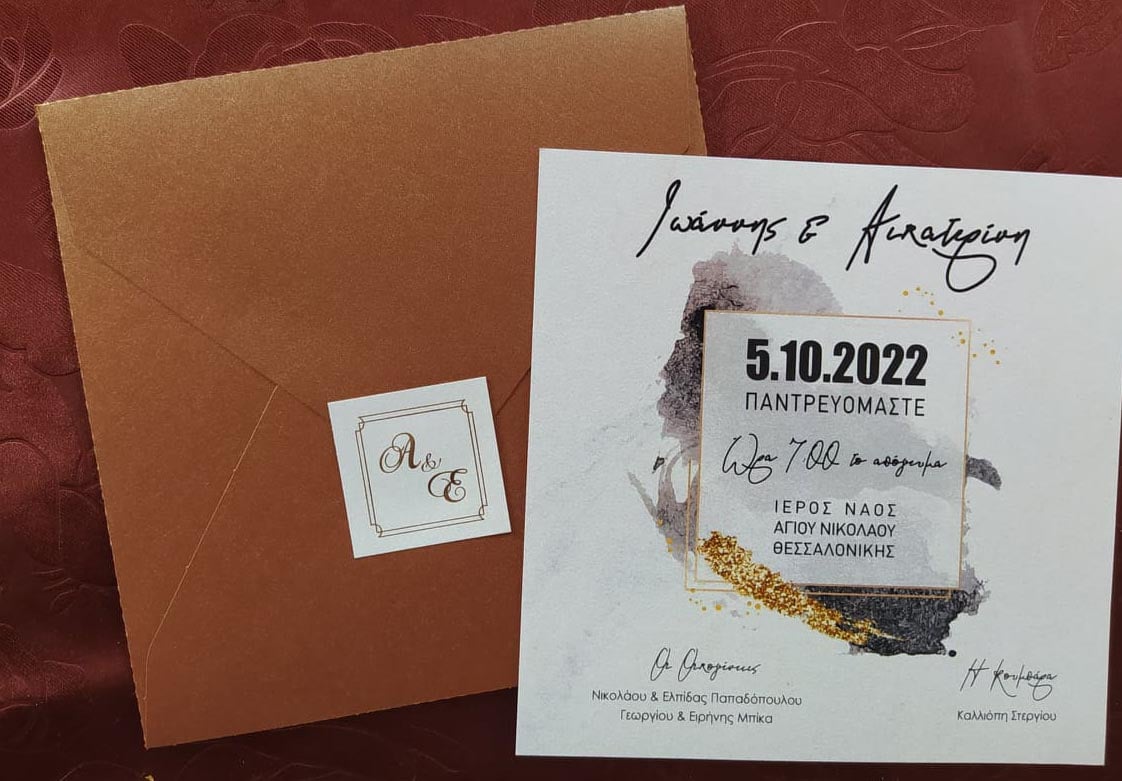 Ιωάννης & Αικατερίνη
5.10.2022
ΠΑΝΤΡΕΥΟΜΑΣΤΕ
Ώρα 7.00 το απόγευμα
ΙΕΡΟΣ ΝΑΟΣ
ΑΓΙΟΥ ΝΙΚΟΛΑΟΥ
ΘΕΣΣΑΛΟΝΙΚΗΣ
Οι Οικογένειες
Νικολάου & Ελπίδας Παπαδόπουλου
Γεωργίου & Ειρήνης Μπίκα
Η κουμπάρα
Καλλιόπη Στεργίου
A &
E